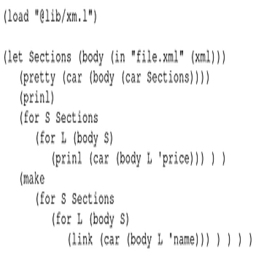 (load "@lib/xm.l")
(let Sections (body (in "file.xml" (xml)))
(pretty (car (body (car Sections))))
(prinl)
(for S Sections
(for L (body S)
(prinl (car (body L 'price))) ) )
(make
(for S Sections
(for L (body S)
(link (car (body L 'name))) ) ) ) )